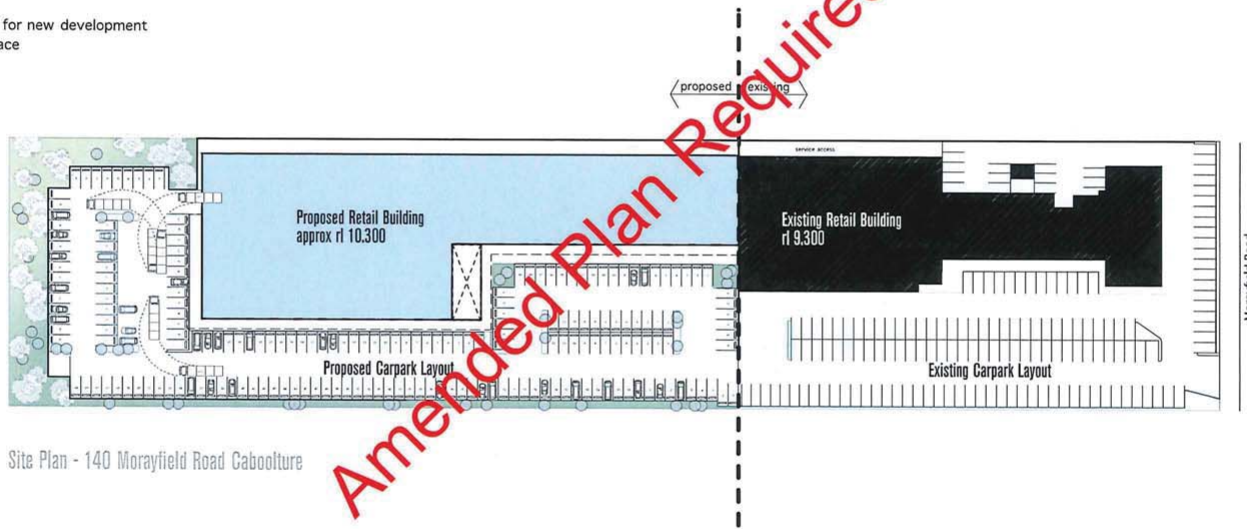 for new development
proposed existing
service access
Proposed Retail Building
approx rl 10.300
Existing Retail Building
rl 9.300
Proposed Carpark Layout
Existing Carpark Layout
Site Plan - 140 Morayfield Road Caboolture
Amended Plan Required